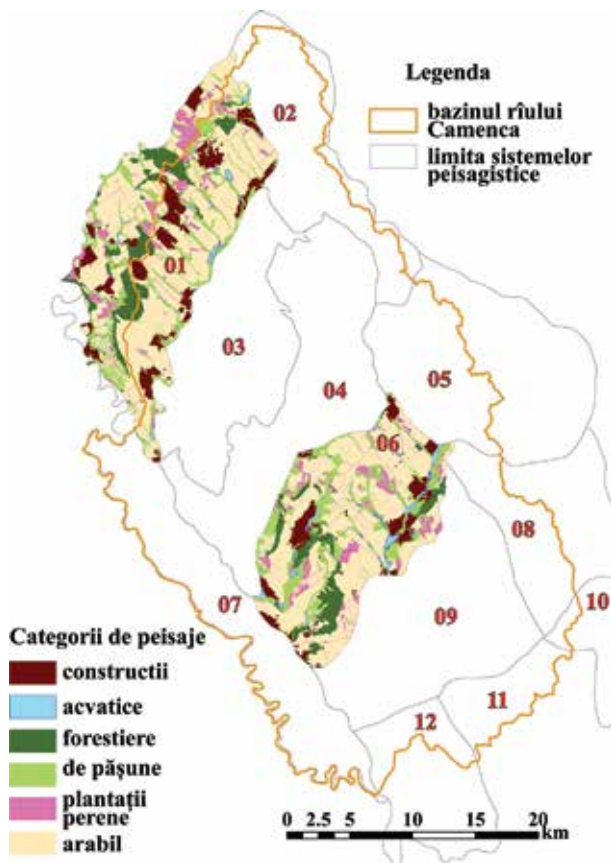 Legenda
bazinul rîului
Camenca
limita sistemelor
peisagistice
02
01
03
04
05
06
08
07
10
09
11
12
Categorii de peisaje
constructii
acvatice
forestiere
de pășune
plantații
perene
arabil
0 2.5 5 10 15 20
km